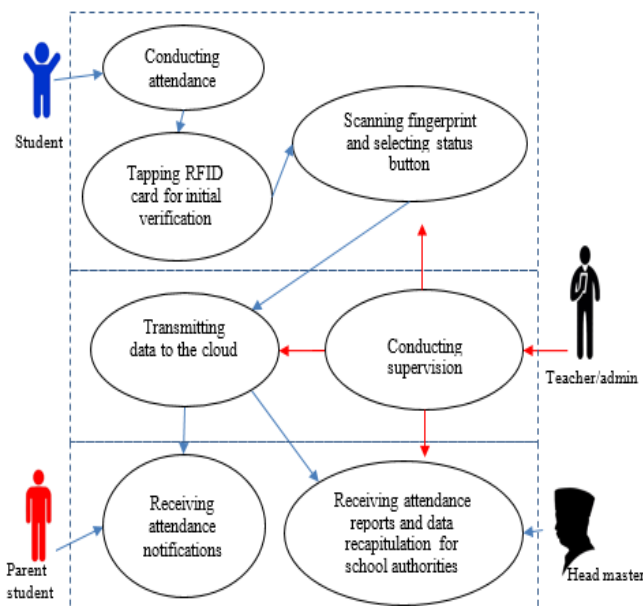 Conducting
attendance
Student
Scanning fingerprint
and selecting status
button
Tapping RFID
card for initial
verification
Transmitting
data to the cloud
Conducting
supervision
Teacher/admin
Receiving
attendance
notifications
Receiving attendance
reports and data
recapitulation for
school authorities
Parent
student
Head master